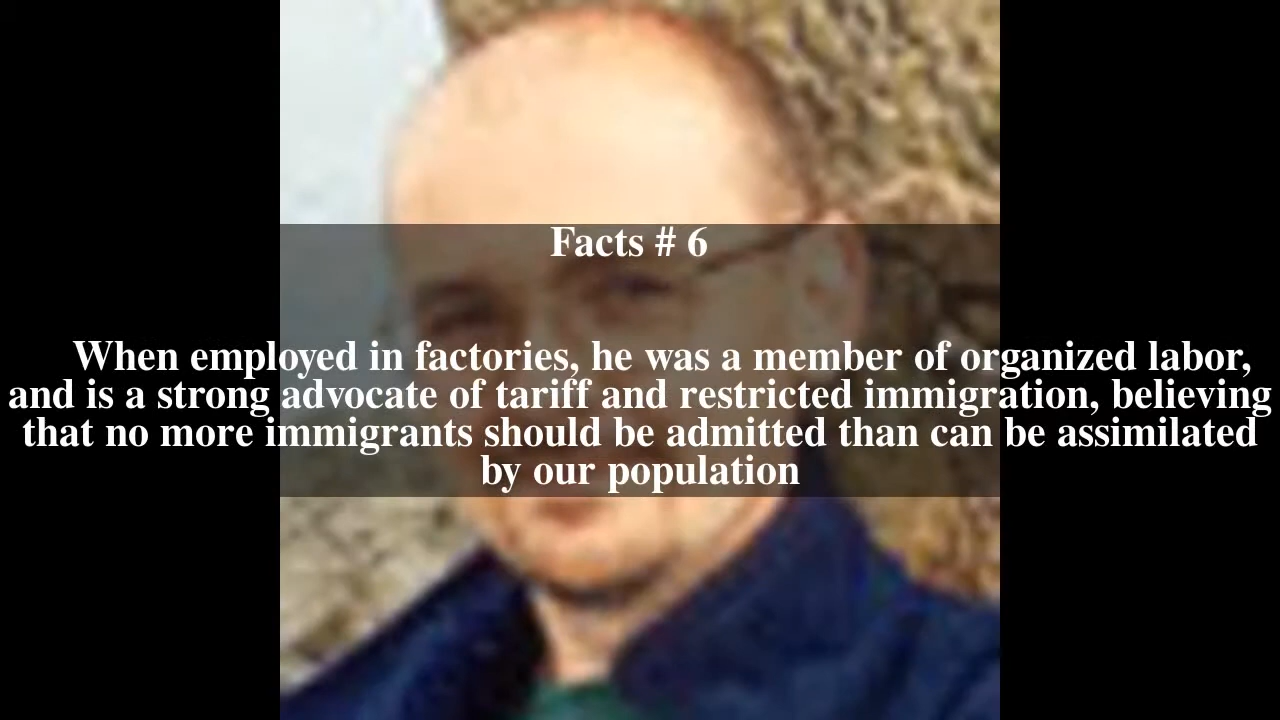 Facts # 6
When employed in factories, he was a member of organized labor,
and is a strong advocate of tariff and restricted immigration, believing
that no more immigrants should be admitted than can be assimilated
by our population